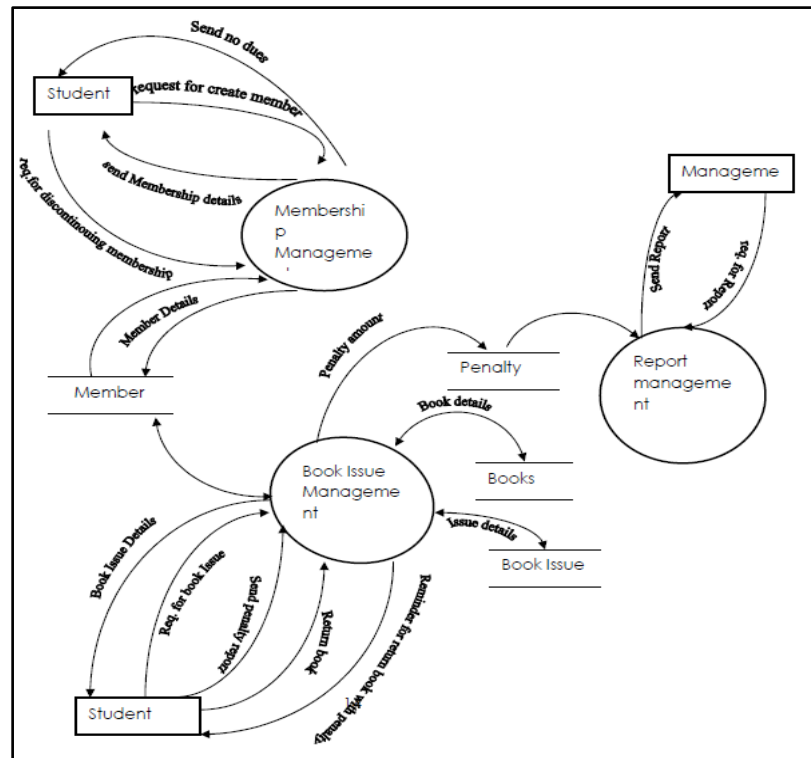 Send no dues
Student
Request for create member
send Membership details
req.for discontinouing membership
Membershi
p
Manageme
Manageme
Send Report
req. for Report
Member Details
Member
Penalty amount
Penalty
Report
manageme
nt
Book details
Books
Book Issue
Manageme
nt
Issue details
Book Issue
Book Issue Details
Req. for book Issue
Send penalty report
Return book
Reminder for return book with penalty
Student